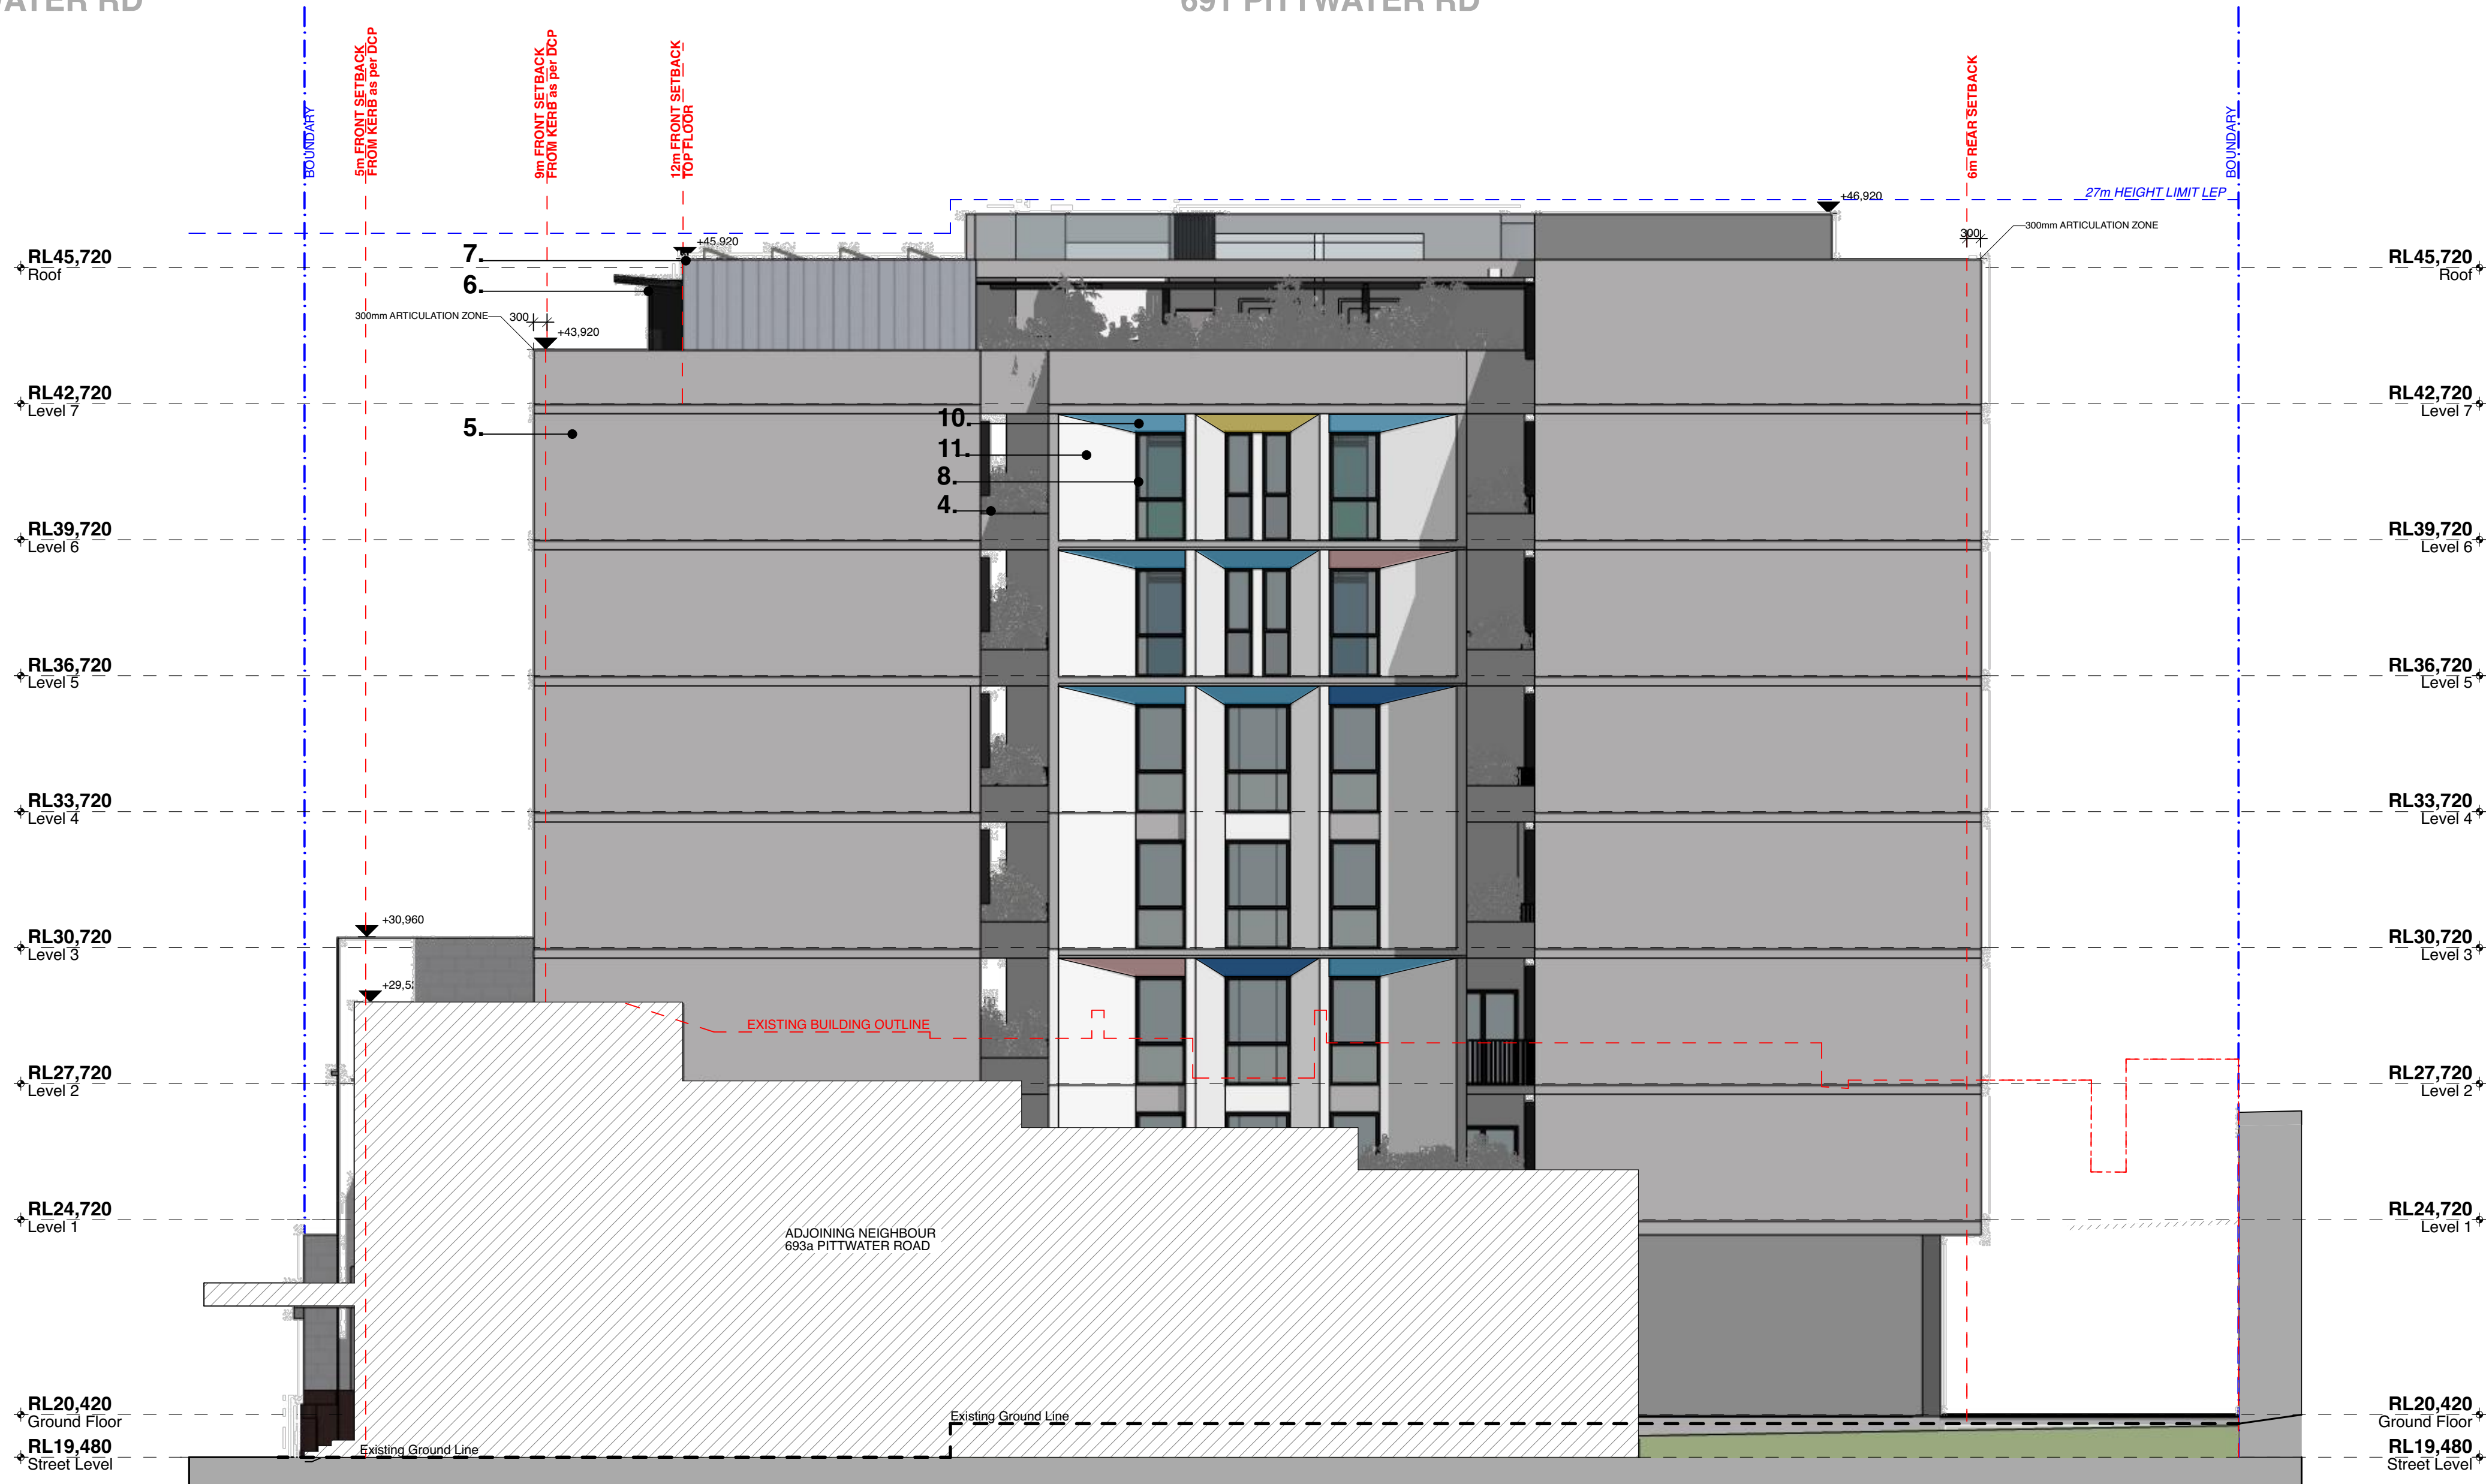 WATER RD
691 PITTWATER RD
BOUNDARY
5m FRONT SETBACK
FROM KERB as per DCP
9m FRONT SETBACK
FROM KERB as per DCP
12m FRONT SETBACK
TOP FLOOR
6m REAR SETBACK
BOUNDARY
27m HEIGHT LIMIT LEP
+46,920
300
300mm ARTICULATION ZONE
+45,920
7.
6.
300mm ARTICULATION ZONE
300
+43,920
RL45,720
Roof
RL45,720
Roof
RL42,720
Level 7
RL42,720
Level 7
5.
10.
11.
8.
4.
RL39,720
Level 6
RL39,720
Level 6
RL36,720
Level 5
RL36,720
Level 5
RL33,720
Level 4
RL33,720
Level 4
+30,960
RL30,720
Level 3
RL30,720
Level 3
+29,5
EXISTING BUILDING OUTLINE
RL27,720
Level 2
RL27,720
Level 2
RL24,720
Level 1
RL24,720
Level 1
ADJOINING NEIGHBOUR
693a PITTWATER ROAD
RL20,420
Ground Floor
Existing Ground Line
RL20,420
Ground Floor
RL19,480
Street Level
Existing Ground Line
RL19,480
Street Level